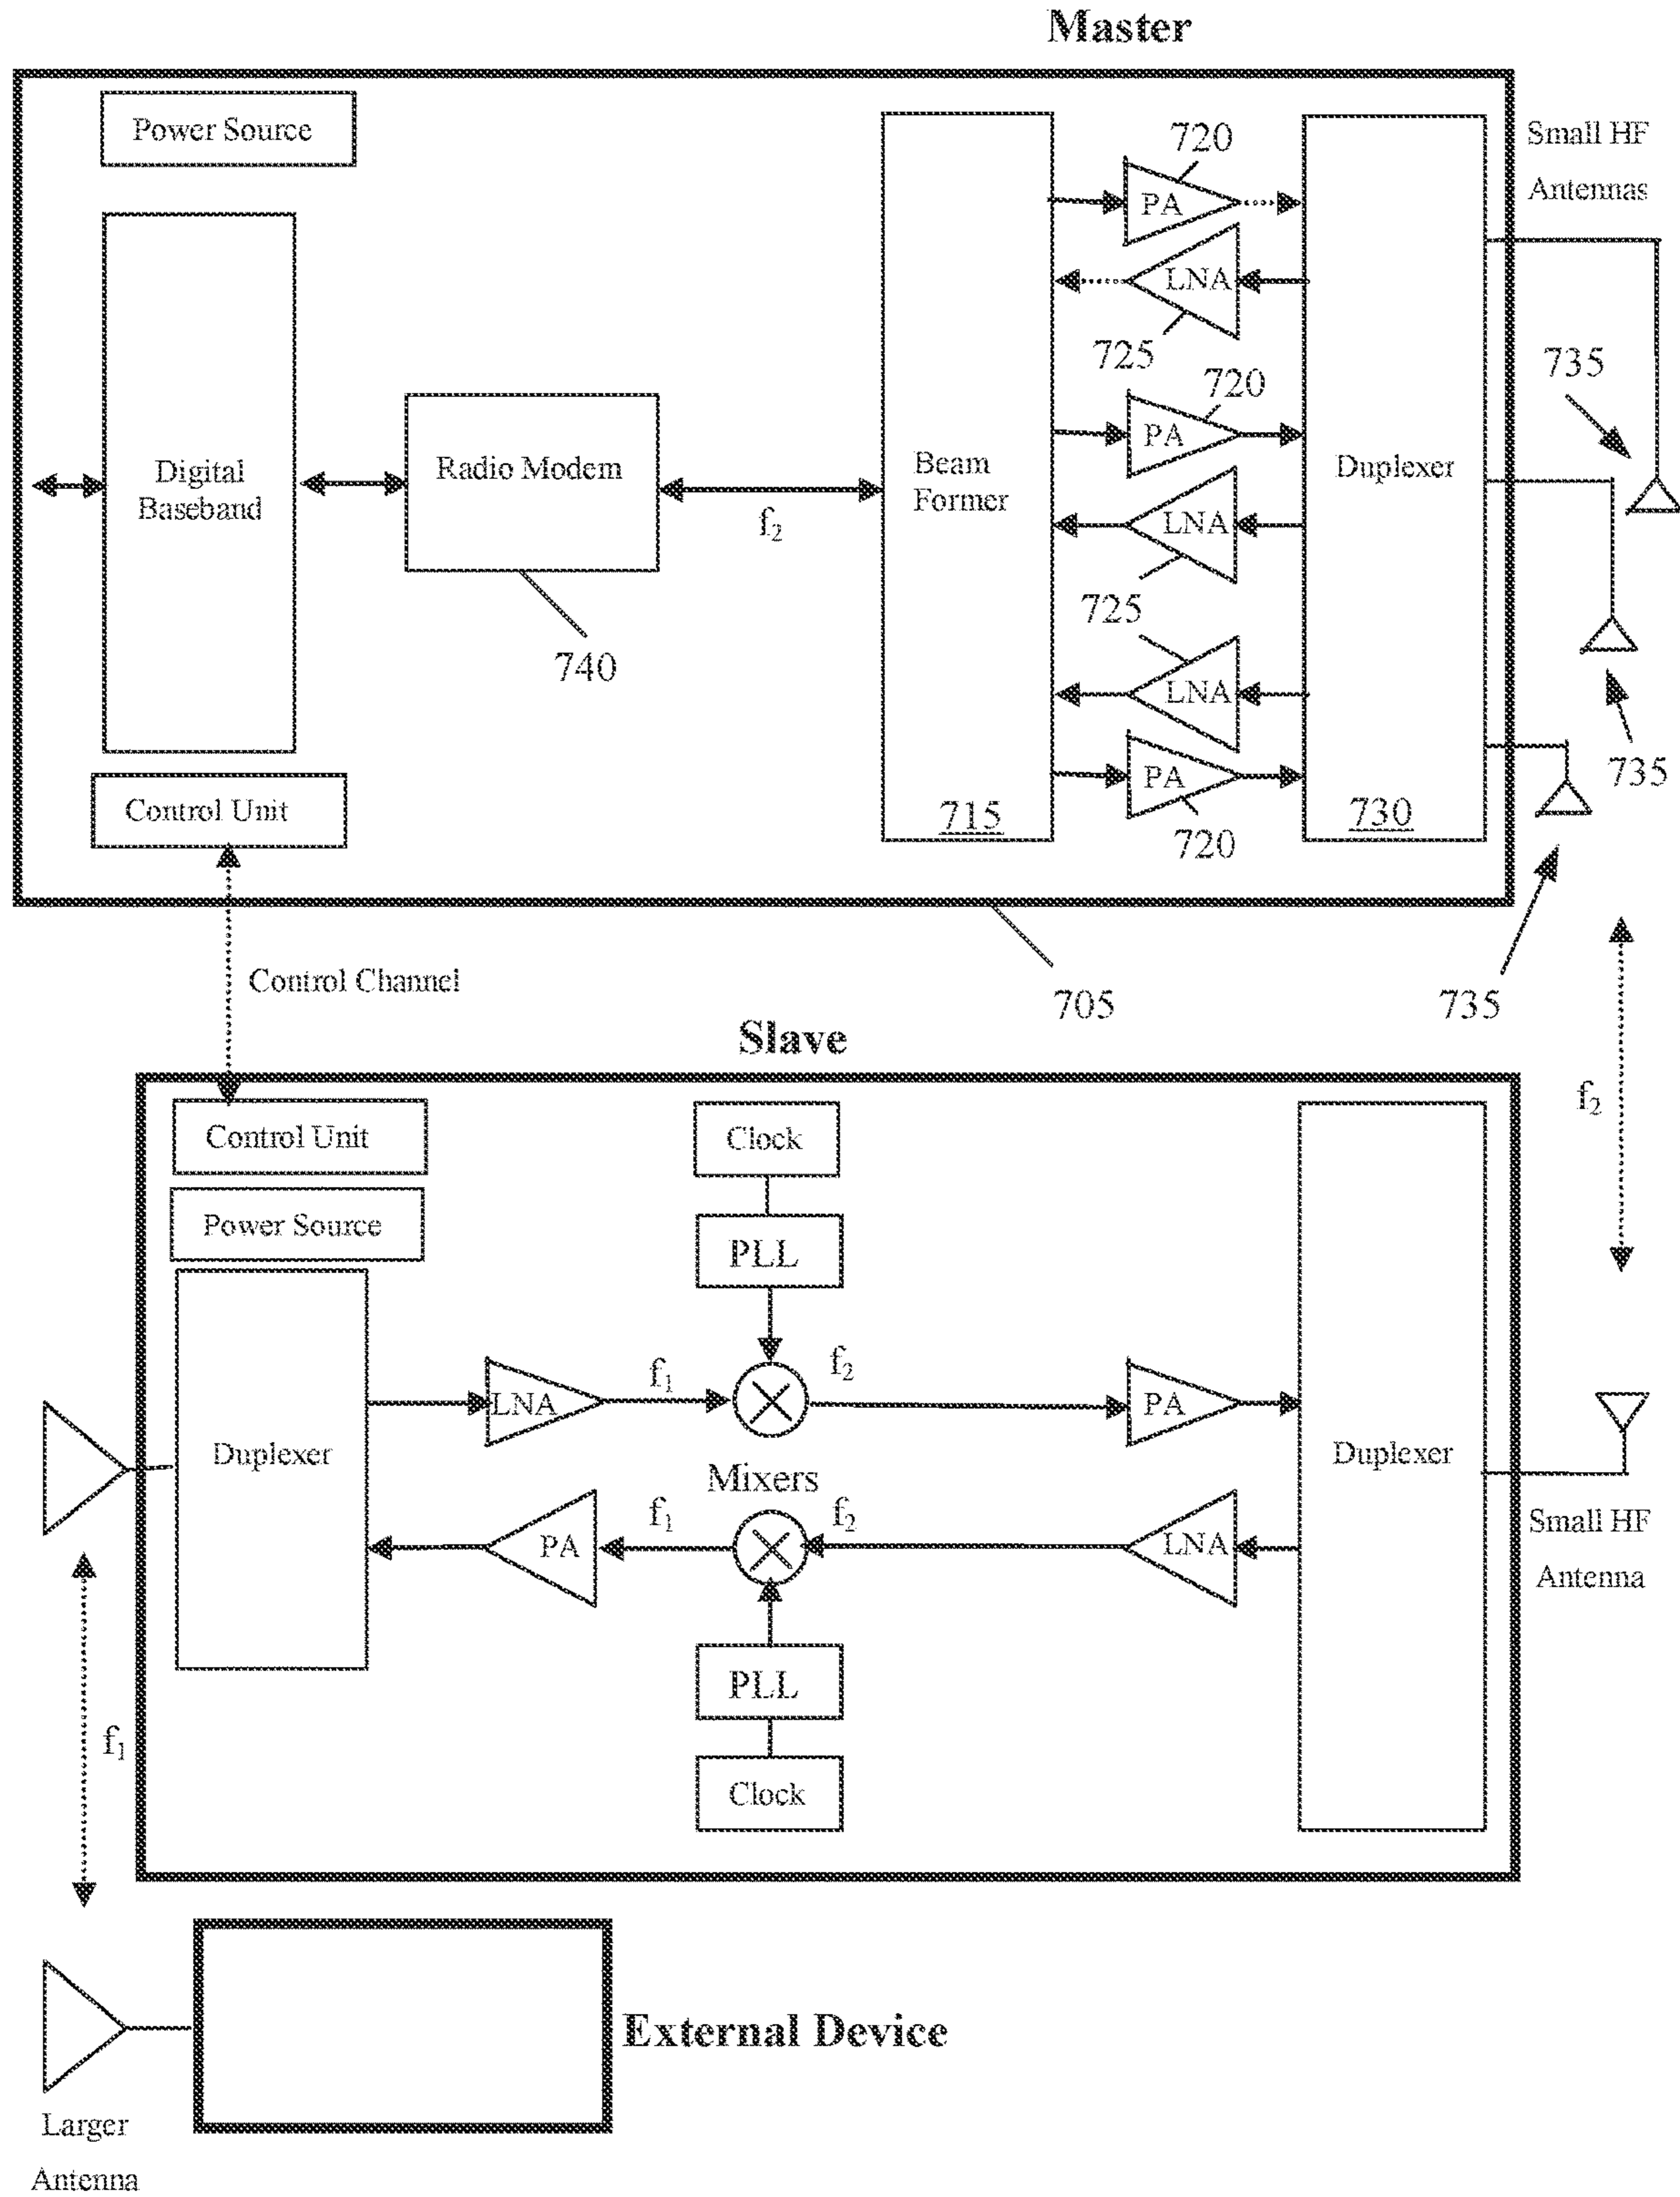 Master
Power Source
720
Small HF
Antennas
PA
LNA
725
735
720
PA
Digital
Baseband
Radio Modem
f2
Beam
Former
Duplexer
LNA
725
740
LNA
735
PA
Control Unit
715
720
730
Control Channel
705
735
Slave
f2
Control Unit
Clock
Power Source
PLL
LNA
f1
f2
PA
Duplexer
Duplexer
Mixers
f1
f2
PA
LNA
Small HF
Antenna
PLL
f1
Clock
External Device
Larger
Antenna